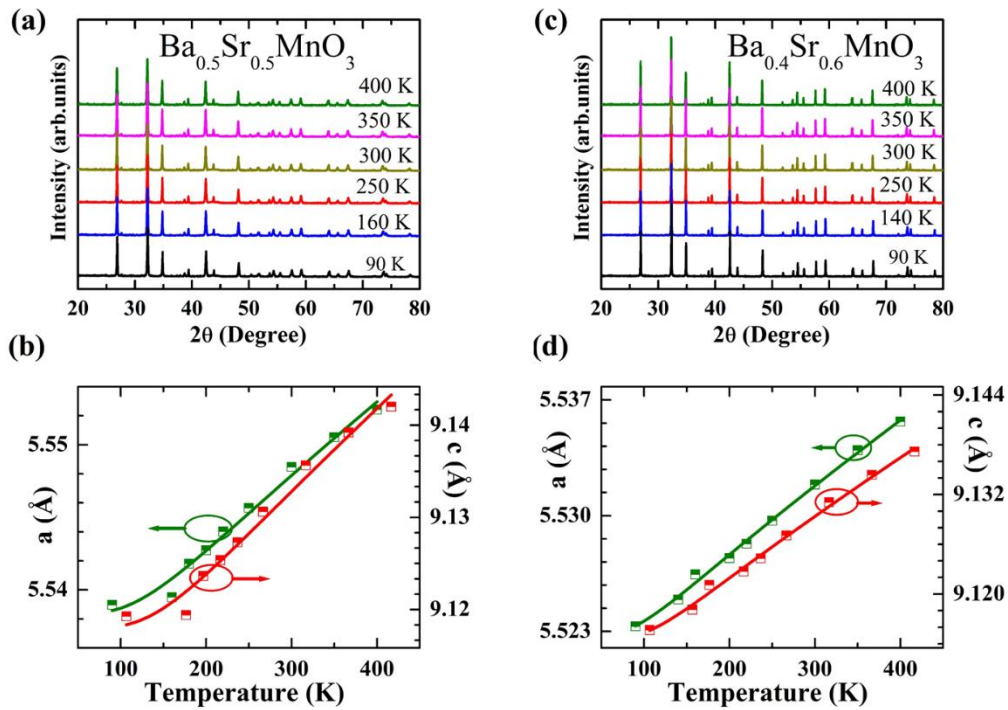 (a)
Ba0.5Sr0.5MnO3
400 K
350 K
300 K
250 K
160 K
90 K
Intensity (arb.units)
20 30 40 50 60 70 80
2θ (Degree)
(c)
Ba0.4Sr0.6MnO3
400 K
350 K
300 K
250 K
140 K
90 K
Intensity (arb.units)
20 30 40 50 60 70 80
2θ (Degree)
(b)
a (Å)
5.55
5.54
c (Å)
9.14
9.13
9.12
100 200 300 400
Temperature (K)
(d)
a (Å)
5.537
5.530
5.523
c (Å)
9.144
9.132
9.120
100 200 300 400
Temperature (K)